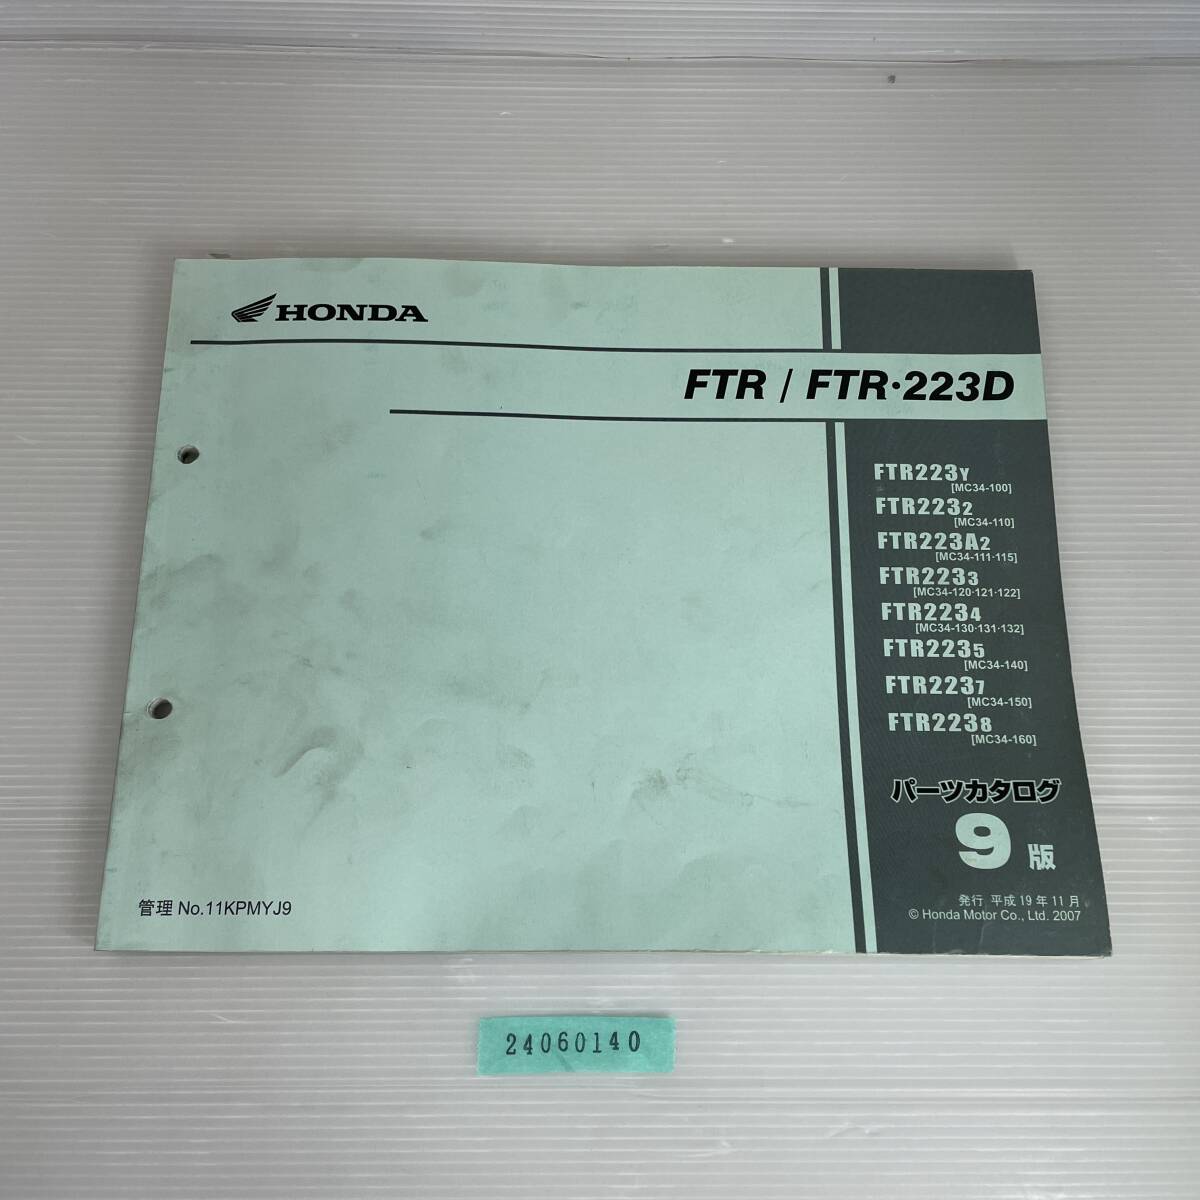 HONDA
FTR / FTR・223D
FTR223Y
[MC34-100]
FTR2232
[MC34-110]
FTR223A2
[MC34-111・115]
FTR2233
[MC34-120・121・122]
FTR2234
[MC34-130・131・132]
FTR2235
[MC34-140]
FTR2237
[MC34-150]
FTR2238
[MC34-160]
パーツカタログ
9版
発行 平成19年11月
© Honda Motor Co., Ltd. 2007
管理 No.11KPMYJ9
24060140